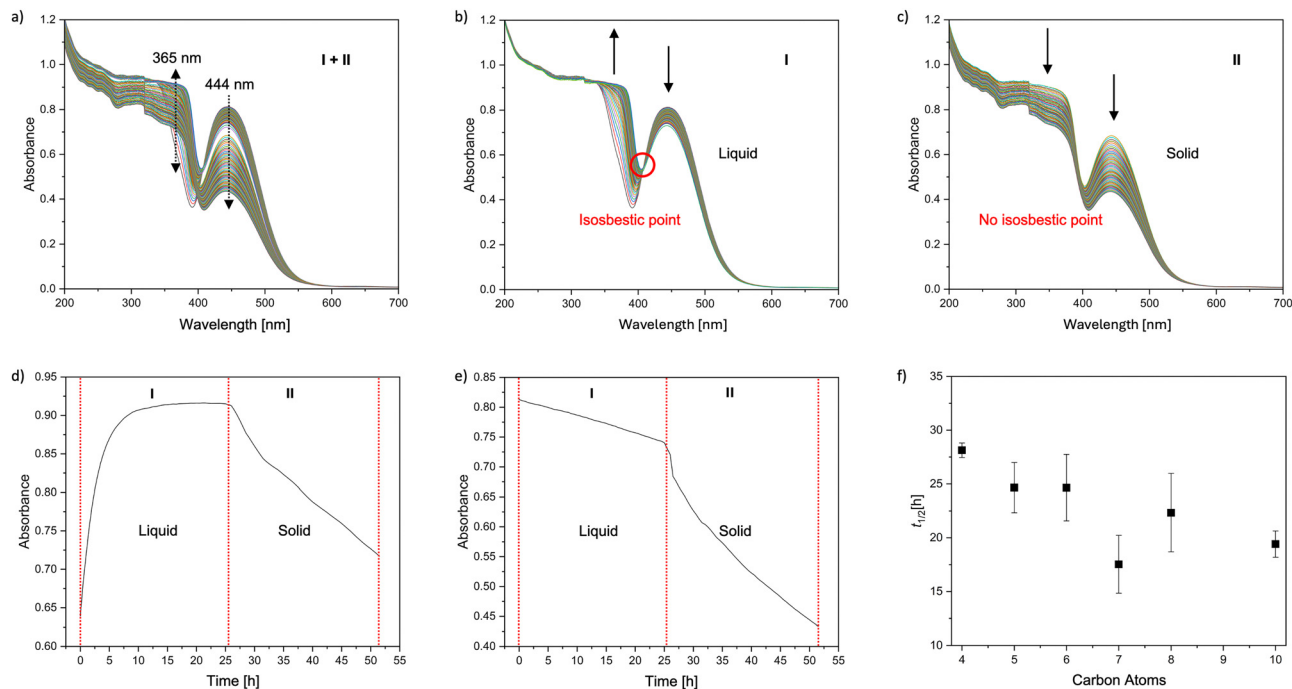 a)
1.2
1.0
0.8
0.6
0.4
0.2
0.0
Absorbance
365 nm
444 nm
I + II
200 300 400 500 600 700
Wavelength [nm]
b)
1.2
1.0
0.8
0.6
0.4
0.2
0.0
Absorbance
I
Liquid
Isosbestic point
200 300 400 500 600 700
Wavelength [nm]
c)
1.2
1.0
0.8
0.6
0.4
0.2
0.0
Absorbance
II
Solid
No isosbestic point
200 300 400 500 600 700
Wavelength [nm]
d)
0.95
0.90
0.85
0.80
0.75
0.70
0.65
0.60
Absorbance
I II
Liquid Solid
0 5 10 15 20 25 30 35 40 45 50 55
Time [h]
e)
0.85
0.80
0.75
0.70
0.65
0.60
0.55
0.50
0.45
0.40
Absorbance
I II
Liquid Solid
0 5 10 15 20 25 30 35 40 45 50 55
Time [h]
f)
35
30
25
20
15
10
t1/2[h]
4 5 6 7 8 9 10
Carbon Atoms